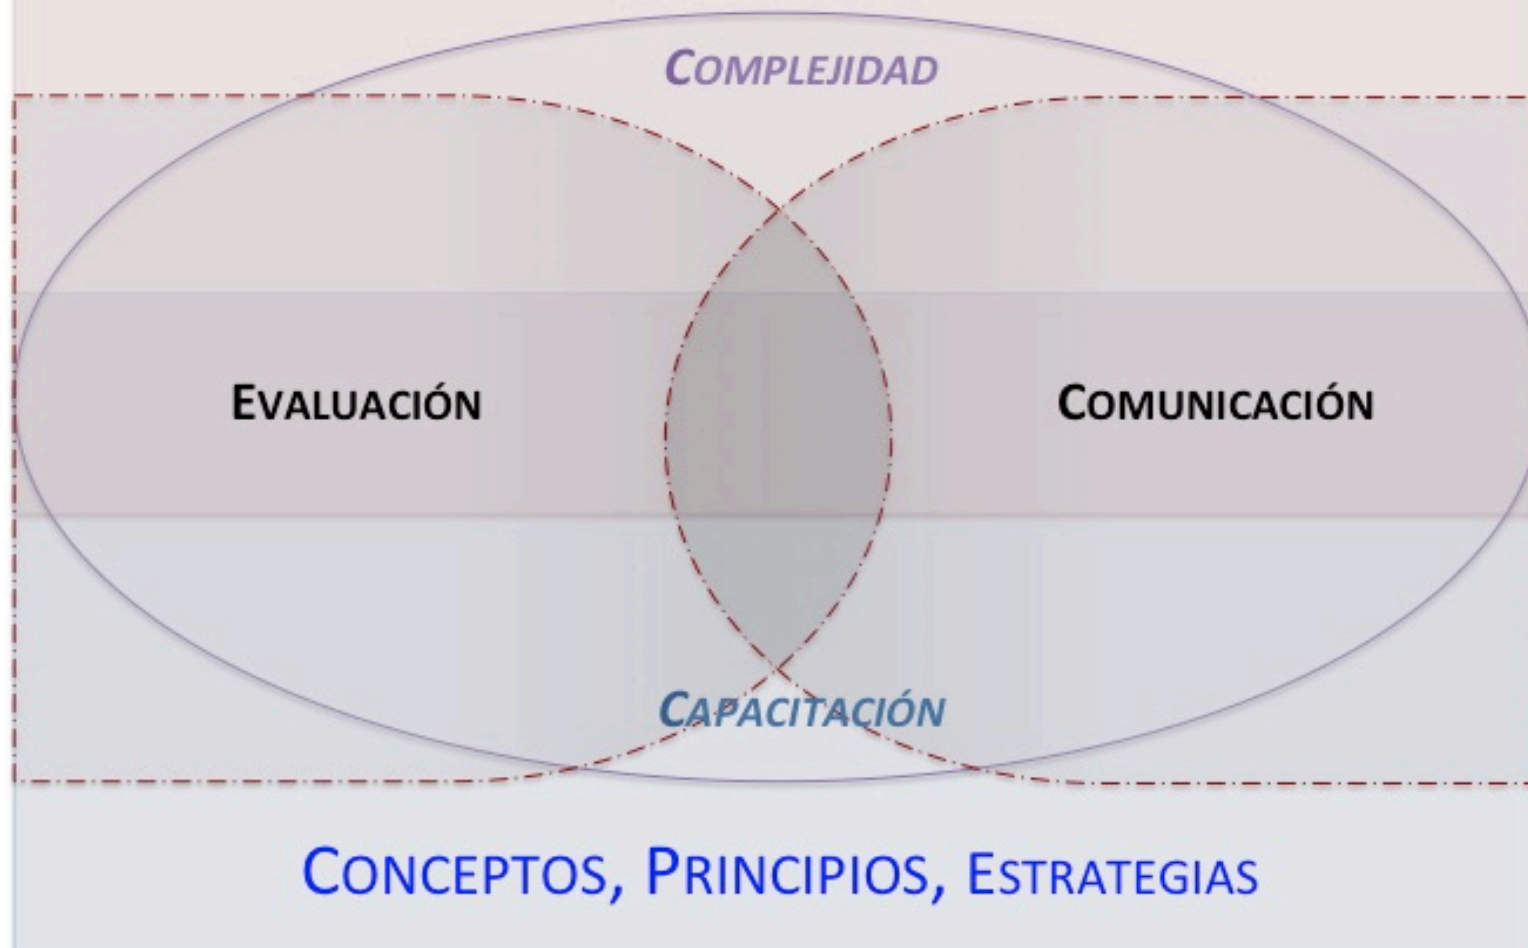 COMPLEJIDAD
EVALUACIÓN
COMUNICACIÓN
CAPACITACIÓN
CONCEPTOS, PRINCIPIOS, ESTRATEGIAS